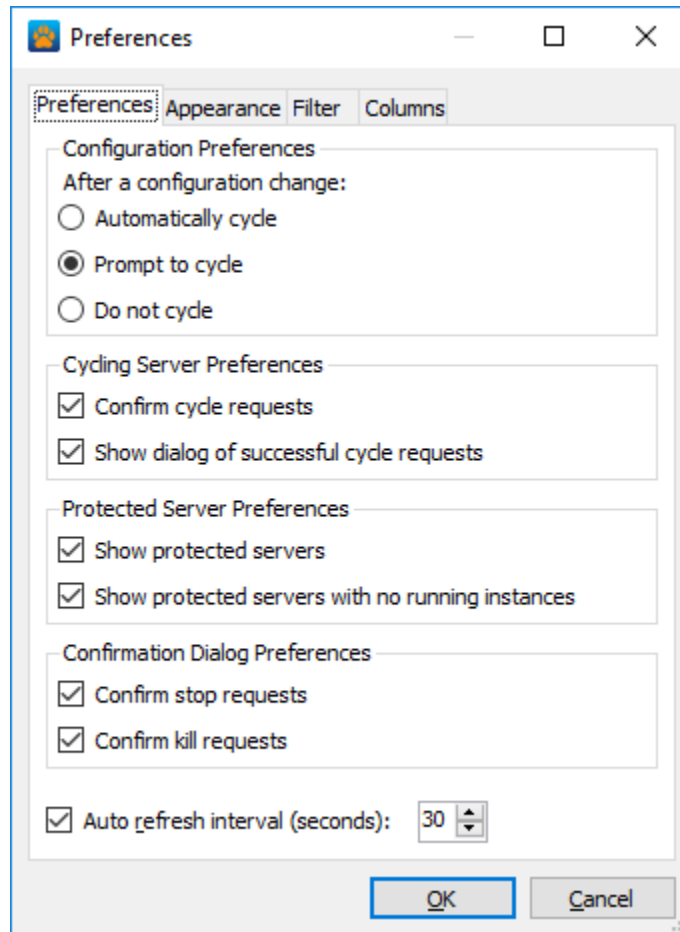 Preferences
Preferences Appearance Filter Columns
Configuration Preferences
After a configuration change:
Automatically cycle
Prompt to cycle
Do not cycle
Cycling Server Preferences
Confirm cycle requests
Show dialog of successful cycle requests
Protected Server Preferences
Show protected servers
Show protected servers with no running instances
Confirmation Dialog Preferences
Confirm stop requests
Confirm kill requests
Auto refresh interval (seconds): 30
OK Cancel